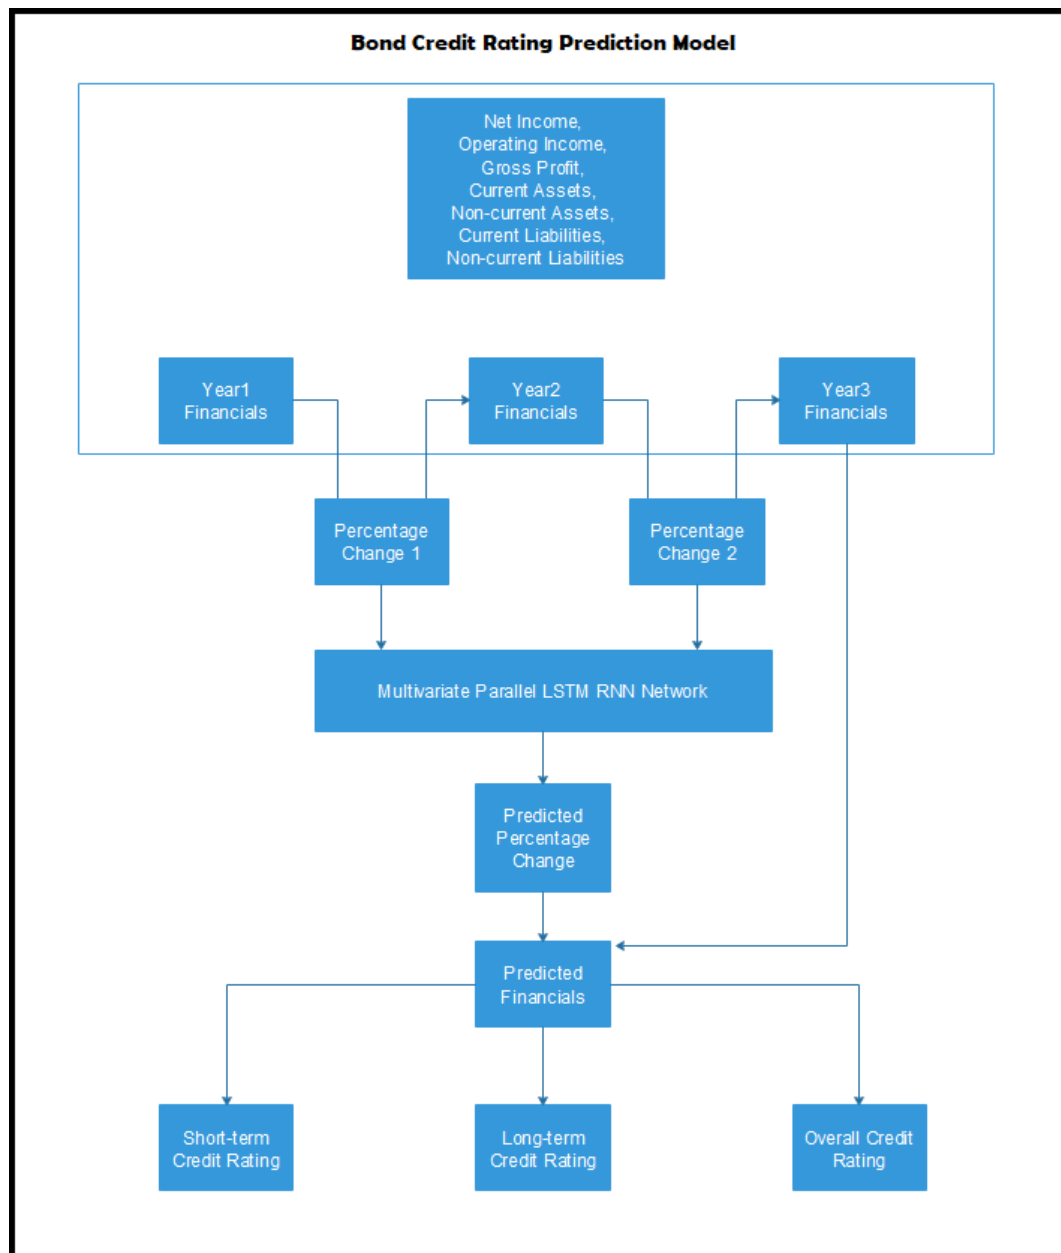 Bond Credit Rating Prediction Model
Net Income,
Operating Income,
Gross Profit,
Current Assets,
Non-current Assets,
Current Liabilities,
Non-current Liabilities
Year1
Financials
Year2
Financials
Year3
Financials
Percentage
Change 1
Percentage
Change 2
Multivariate Parallel LSTM RNN Network
Predicted
Percentage
Change
Predicted
Financials
Short-term
Credit Rating
Long-term
Credit Rating
Overall Credit
Rating